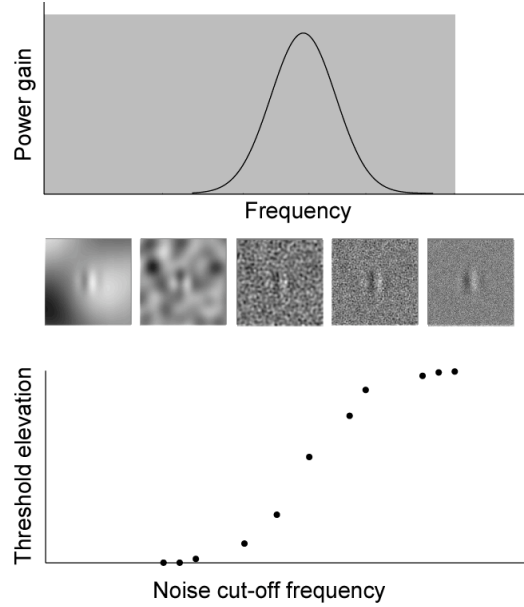 Power gain
Frequency
Threshold elevation
Noise cut-off frequency